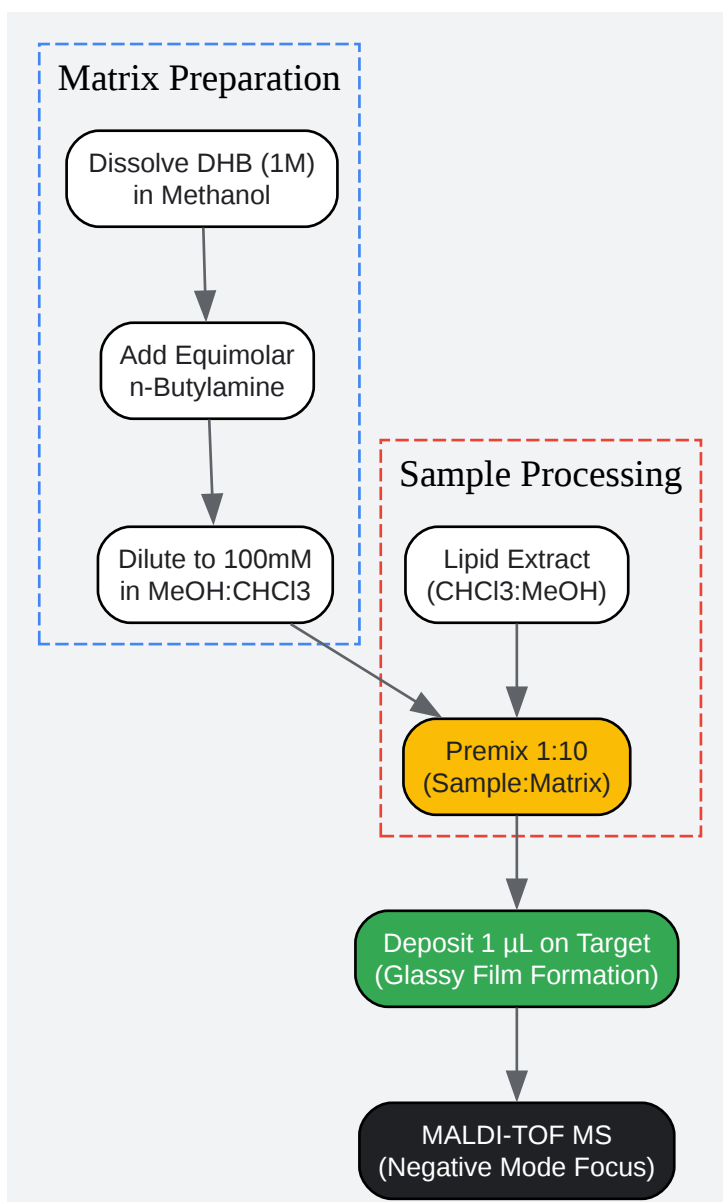 Matrix Preparation
Dissolve DHB (1M)
in Methanol
Add Equimolar
n-Butylamine
Dilute to 100mM
in MeOH:CHCl3
Sample Processing
Lipid Extract
(CHCl3:MeOH)
Premix 1:10
(Sample:Matrix)
Deposit 1 µL on Target
(Glassy Film Formation)
MALDI-TOF MS
(Negative Mode Focus)